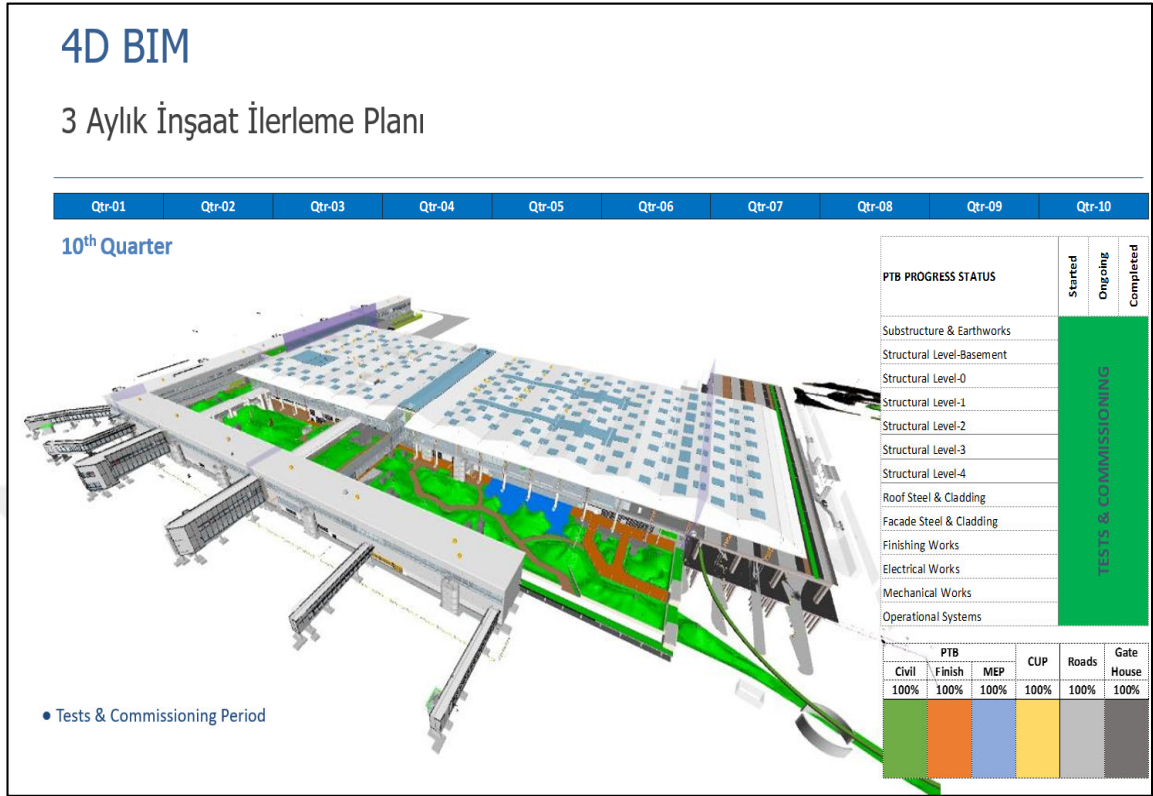 4D BIM
3 Aylık İnşaat İlerleme Planı
Qtr-01 Qtr-02 Qtr-03 Qtr-04 Qtr-05 Qtr-06 Qtr-07 Qtr-08 Qtr-09 Qtr-10
10th Quarter
PTB PROGRESS STATUS Started Ongoing Completed
Substructure & Earthworks
Structural Level-Basement
Structural Level-0
Structural Level-1
Structural Level-2
Structural Level-3
Structural Level-4
Roof Steel & Cladding
Facade Steel & Cladding
Finishing Works
Electrical Works
Mechanical Works
Operational Systems
TESTS & COMMISSIONING
PTB CUP Roads Gate House
Civil Finish MEP
100% 100% 100% 100% 100% 100%
• Tests & Commissioning Period